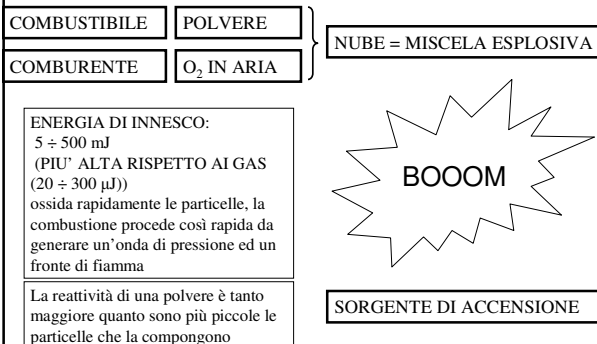 COMBUSTIBILE
POLVERE
COMBURENTE
O₂ IN ARIA
NUBE = MISCELA ESPLOSIVA
ENERGIA DI INNESCO:
5 ÷ 500 mJ
(PIU' ALTA RISPETTO AI GAS
(20 ÷ 300 µJ))
ossida rapidamente le particelle, la
combustione procede così rapida da
generare un'onda di pressione ed un
fronte di fiamma
BOOOM
La reattività di una polvere è tanto
maggiore quanto sono più piccole le
particelle che la compongono
SORGENTE DI ACCENSIONE